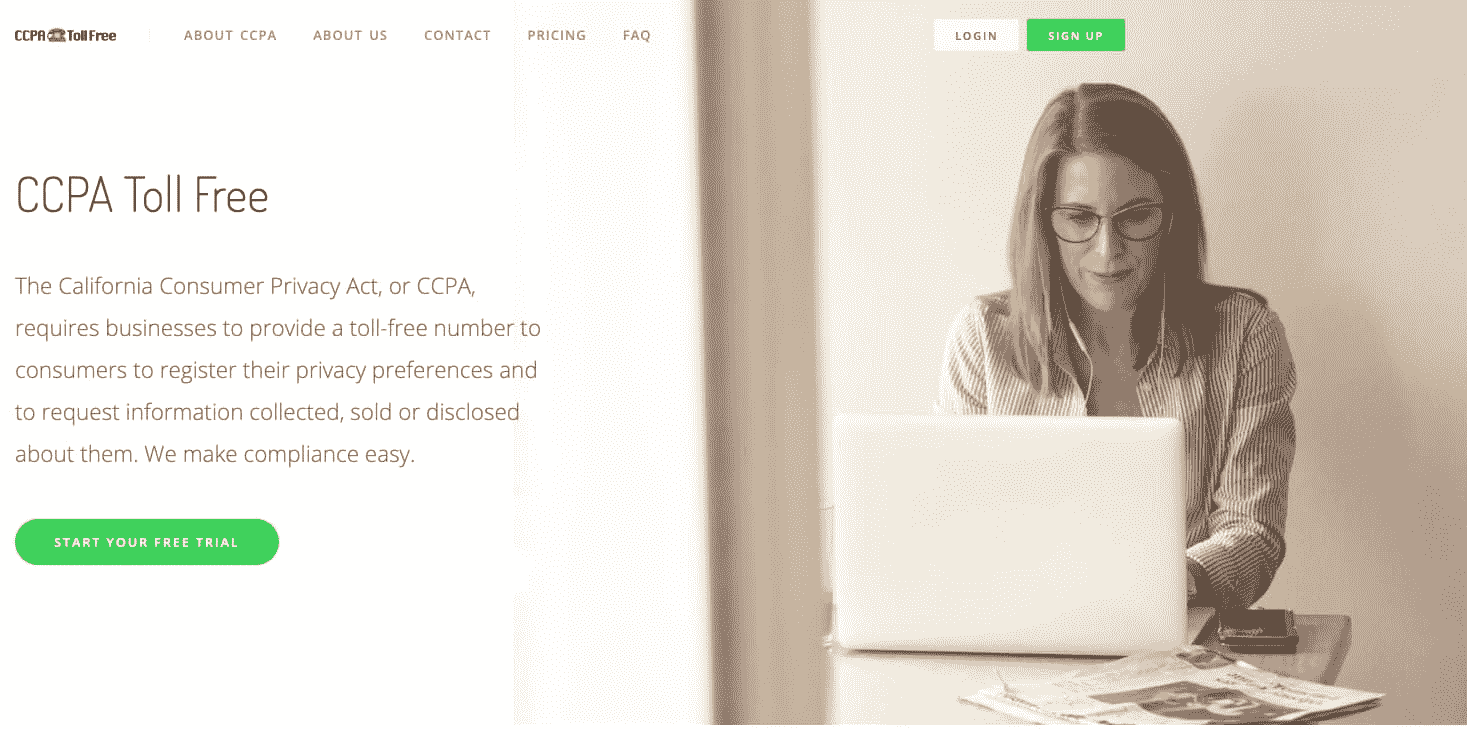 CCPA Toll Free
ABOUT CCPA
ABOUT US
CONTACT
PRICING
FAQ
LOGIN
SIGN UP
CCPA Toll Free
The California Consumer Privacy Act, or CCPA,
requires businesses to provide a toll-free number to
consumers to register their privacy preferences and
to request information collected, sold or disclosed
about them. We make compliance easy.
START YOUR FREE TRIAL